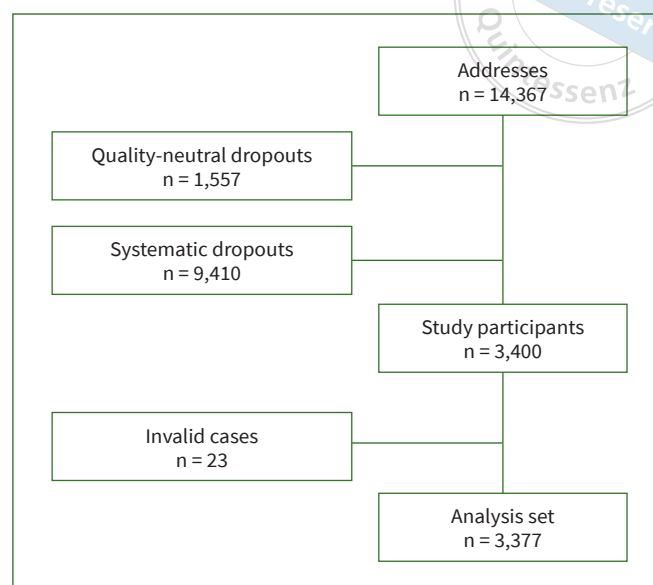 Addresses
n = 14,367
Quality-neutral dropouts
n = 1,557
Systematic dropouts
n = 9,410
Study participants
n = 3,400
Invalid cases
n = 23
Analysis set
n = 3,377
Quintessenz